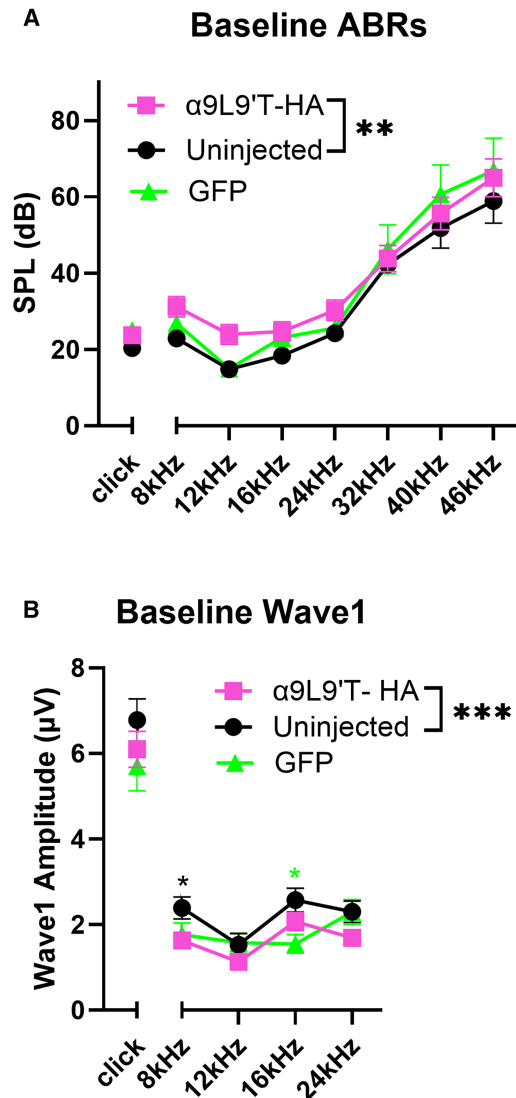 A
Baseline ABRs
α9L9'T-HA
Uninjected
**
GFP
SPL (dB)
80
60
40
20
0
click
8kHz
12kHz
16kHz
24kHz
32kHz
40kHz
46kHz
B
Baseline Wave1
α9L9'T- HA
Uninjected
***
GFP
Wave1 Amplitude (µV)
8
6
4
2
0
*
*
click
8kHz
12kHz
16kHz
24kHz